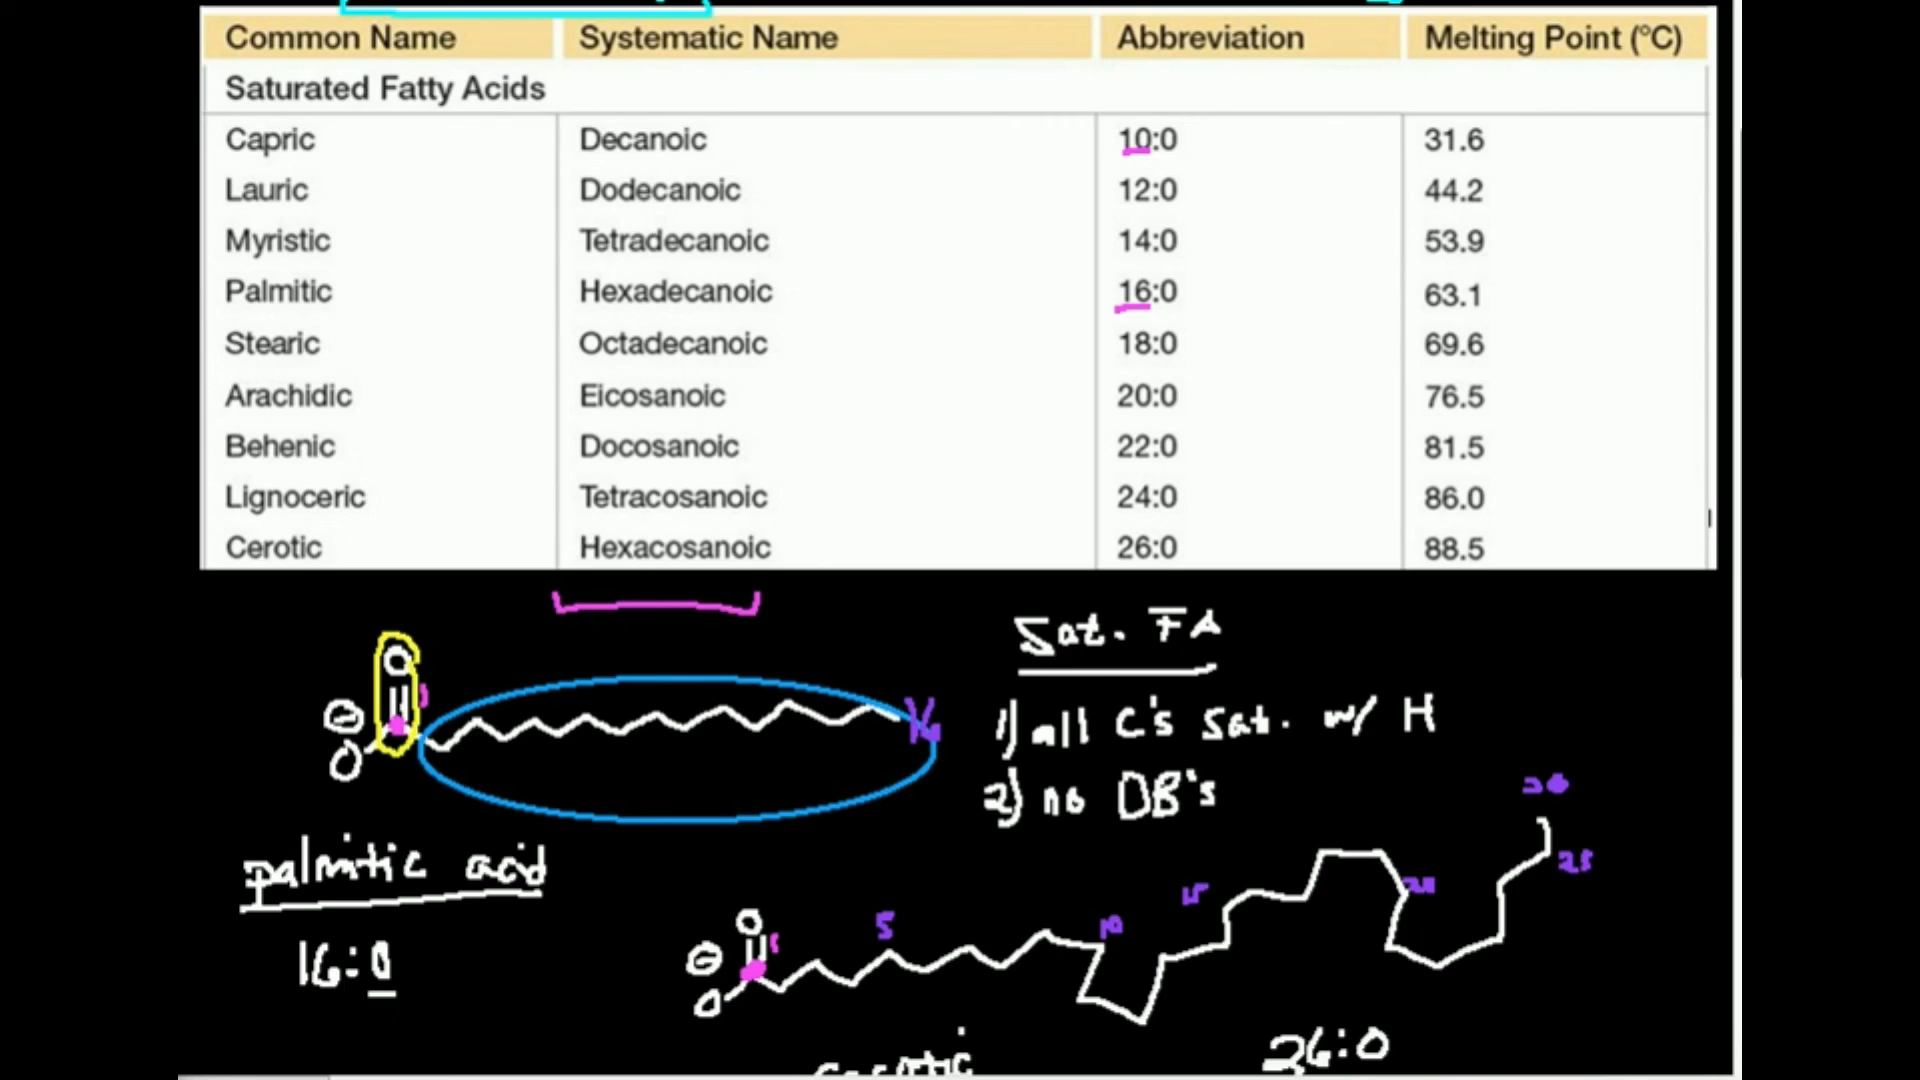 Common Name Systematic Name Abbreviation Melting Point (°C)
Saturated Fatty Acids
Capric Decanoic 10:0 31.6
Lauric Dodecanoic 12:0 44.2
Myristic Tetradecanoic 14:0 53.9
Palmitic Hexadecanoic 16:0 63.1
Stearic Octadecanoic 18:0 69.6
Arachidic Eicosanoic 20:0 76.5
Behenic Docosanoic 22:0 81.5
Lignoceric Tetracosanoic 24:0 86.0
Cerotic Hexacosanoic 26:0 88.5
Sat. FA
O
1
⊖
O
16
1) all C's sat. w/ H
2) no DB's
palmitic acid
16:0
26
25
15
5
10
O
1
⊖
O
26:0